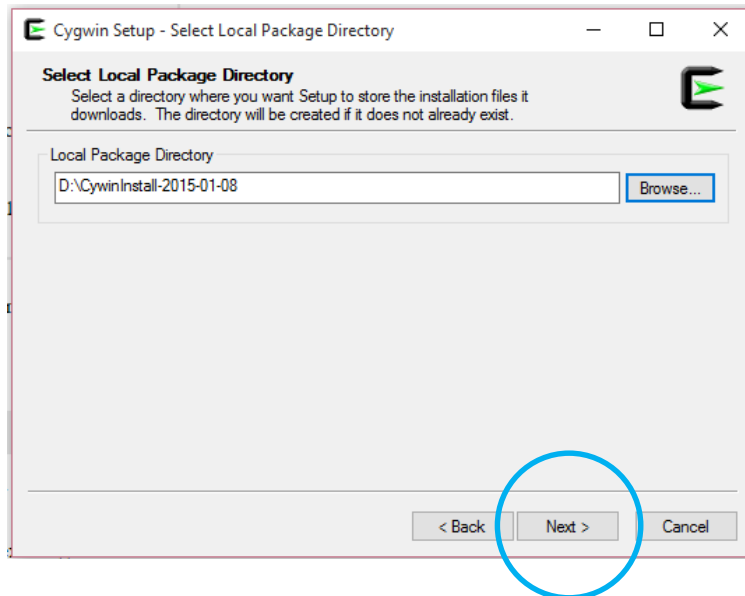 Cygwin Setup - Select Local Package Directory
Select Local Package Directory
Select a directory where you want Setup to store the installation files it
downloads. The directory will be created if it does not already exist.
Local Package Directory
D:\CywinInstall-2015-01-08
Browse...
< Back
Next >
Cancel